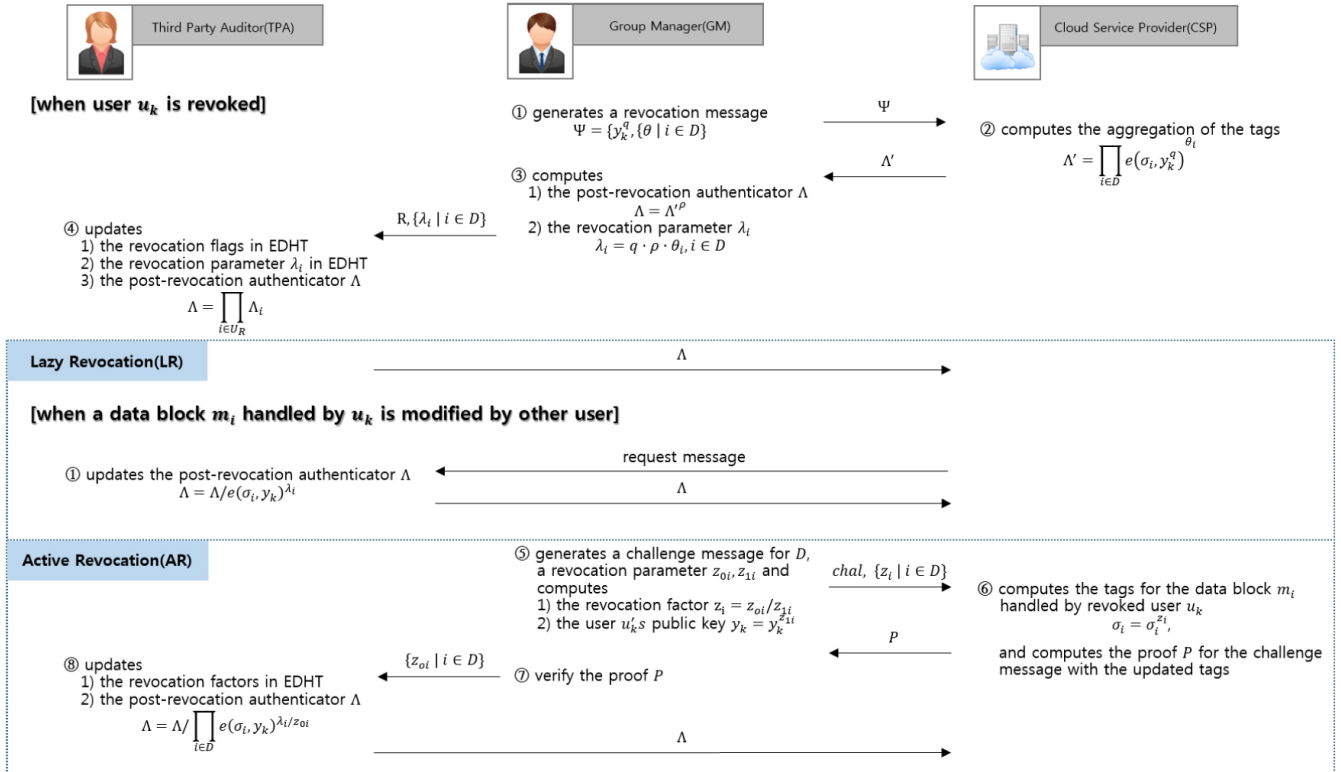 Third Party Auditor(TPA)
Group Manager(GM)
Cloud Service Provider(CSP)
[when user u_k is revoked]
① generates a revocation message
Ψ = {y_k^q, {θ | i ∈ D}
Ψ
② computes the aggregation of the tags
Λ′ = ∏_{i∈D} e(σ_i, y_k^q)^{θ_i}
Λ′
③ computes
1) the post-revocation authenticator Λ
Λ = Λ′^ρ
2) the revocation parameter λ_i
λ_i = q · ρ · θ_i, i ∈ D
R, {λ_i | i ∈ D}
④ updates
1) the revocation flags in EDHT
2) the revocation parameter λ_i in EDHT
3) the post-revocation authenticator Λ
Λ = ∏_{i∈U_R} Λ_i
Lazy Revocation(LR)
Λ
[when a data block m_i handled by u_k is modified by other user]
request message
① updates the post-revocation authenticator Λ
Λ = Λ/e(σ_i, y_k)^{λ_i}
Λ
Active Revocation(AR)
⑤ generates a challenge message for D,
a revocation parameter z_{0i}, z_{1i} and
computes
1) the revocation factor z_i = z_{oi}/z_{1i}
2) the user u_k′s public key y_k = y_k^{z_{1i}}
chal, {z_i | i ∈ D}
⑥ computes the tags for the data block m_i
handled by revoked user u_k
σ_i = σ_i^{z_i},
and computes the proof P for the challenge
message with the updated tags
P
⑦ verify the proof P
{z_{oi} | i ∈ D}
⑧ updates
1) the revocation factors in EDHT
2) the post-revocation authenticator Λ
Λ = Λ/∏_{i∈D} e(σ_i, y_k)^{λ_i/z_{0i}}
Λ